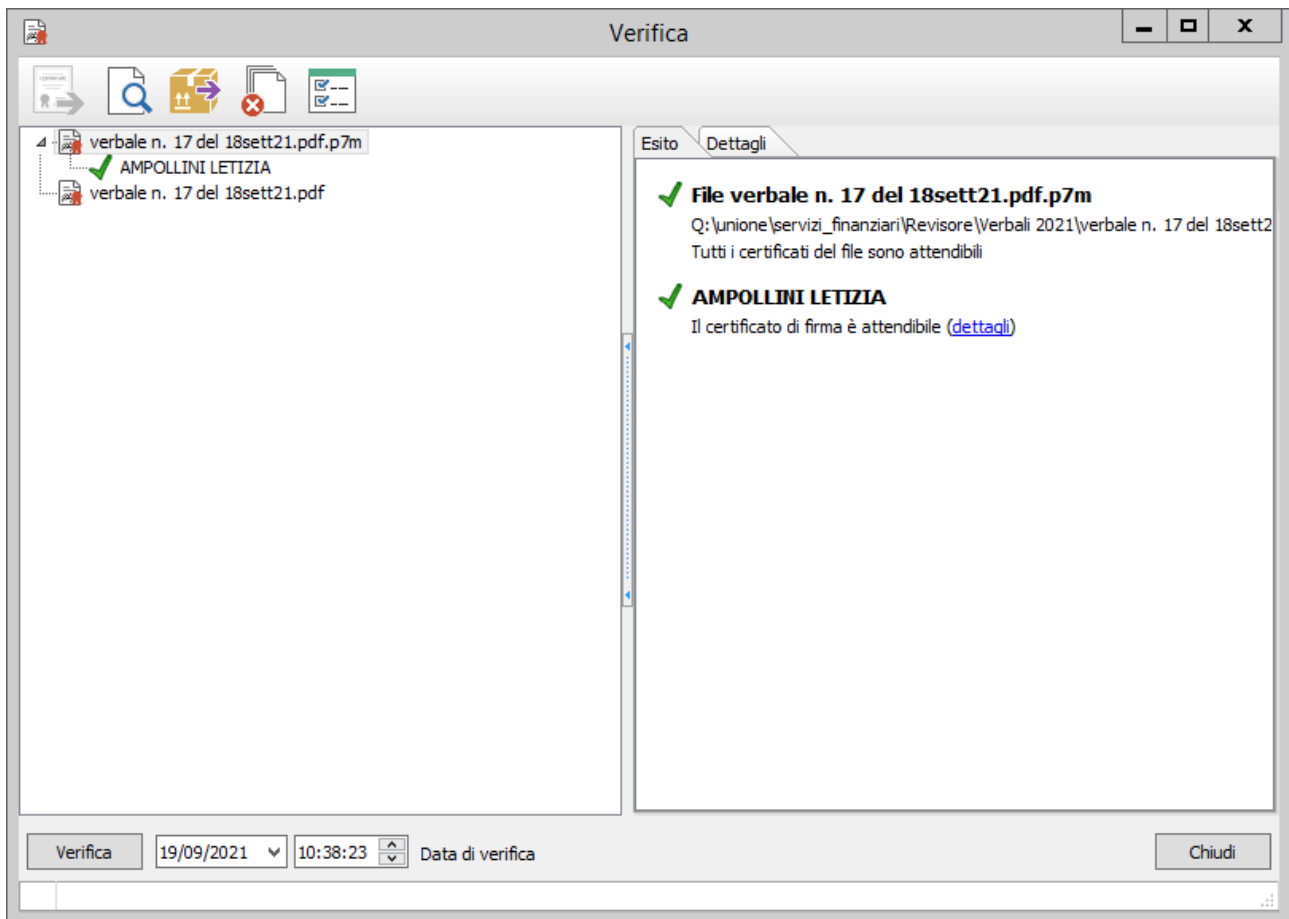 Verifica
verbale n. 17 del 18sett21.pdf.p7m
AMPOLLINI LETIZIA
verbale n. 17 del 18sett21.pdf
Esito
Dettagli
File verbale n. 17 del 18sett21.pdf.p7m
Q:\unione\servizi_finanziari\Revisore\Verbali 2021\verbale n. 17 del 18sett2
Tutti i certificati del file sono attendibili
AMPOLLINI LETIZIA
Il certificato di firma è attendibile (dettagli)
Verifica
19/09/2021
10:38:23
Data di verifica
Chiudi